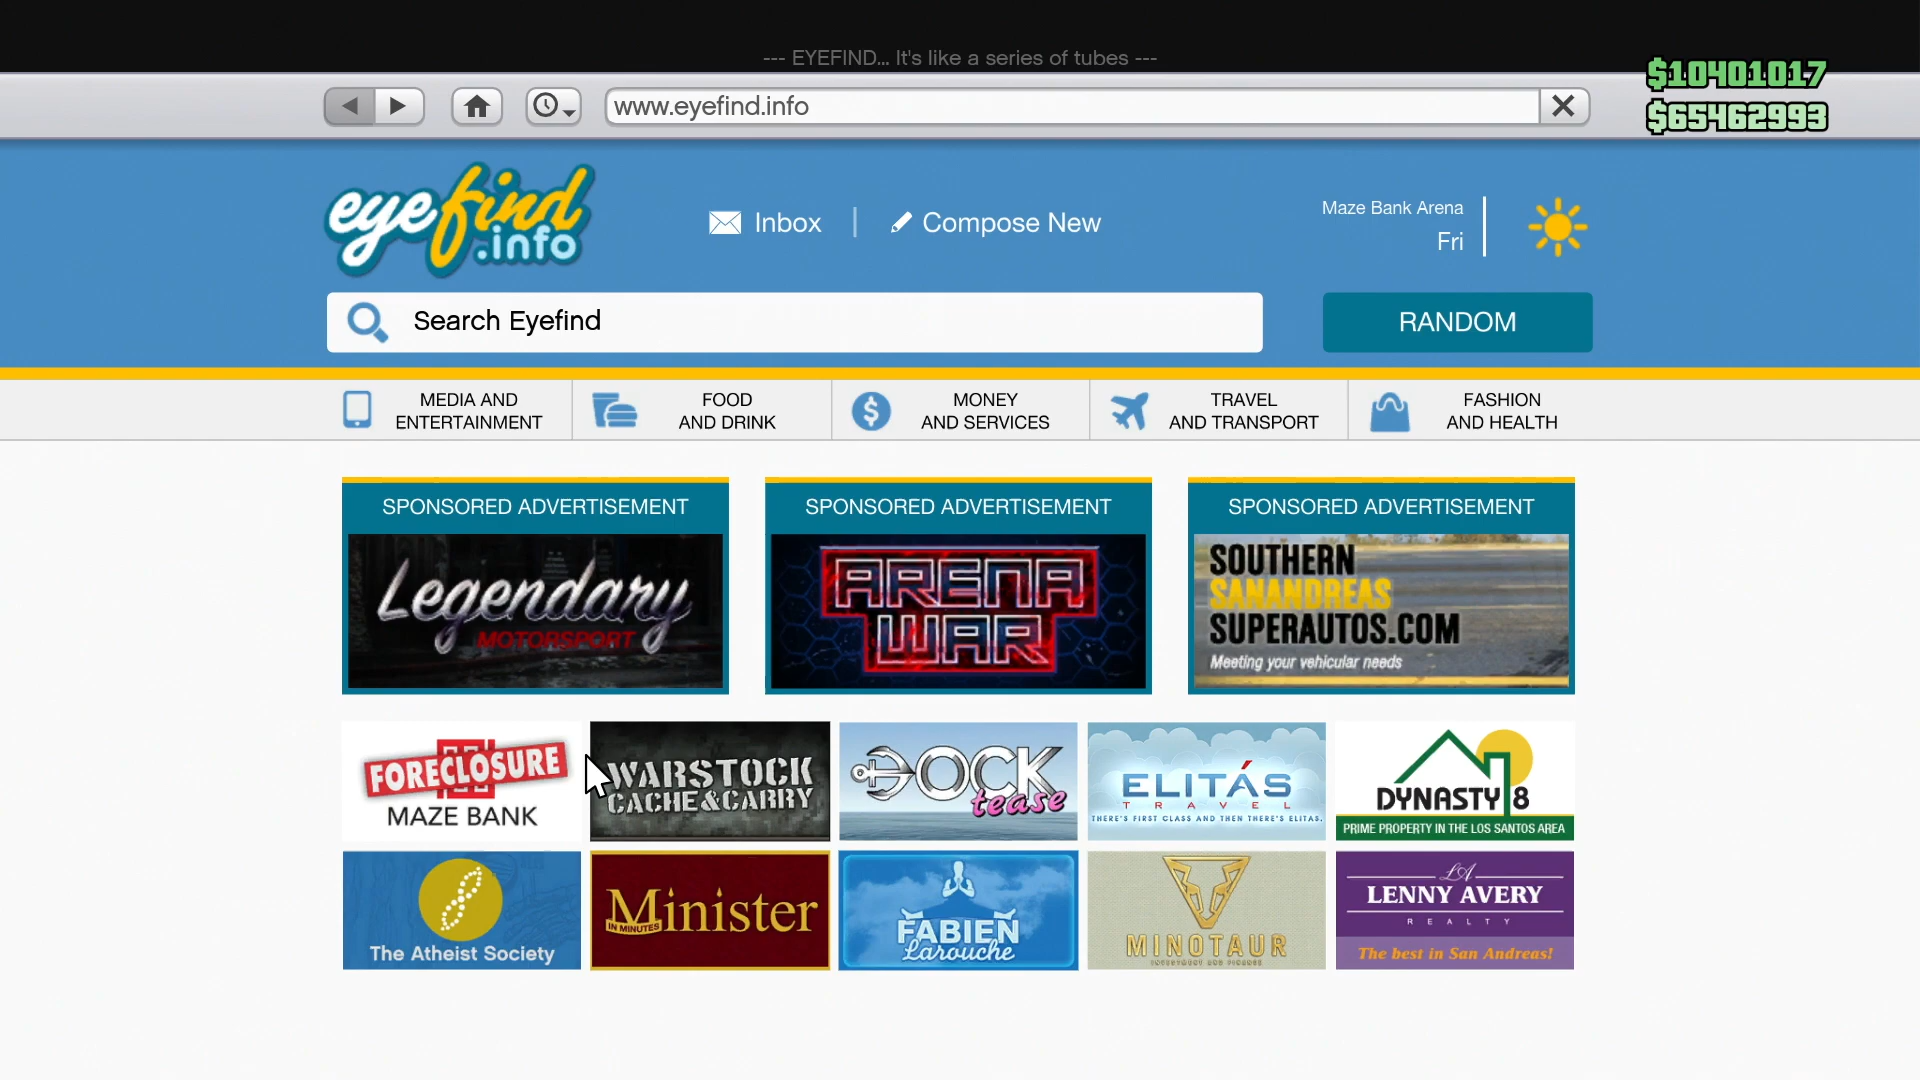 --- EYEFIND... It's like a series of tubes ---
$10401017
$65462993
www.eyefind.info
eyefind
.info
Inbox
Compose New
Maze Bank Arena
Fri
Search Eyefind
RANDOM
MEDIA AND
ENTERTAINMENT
FOOD
AND DRINK
MONEY
AND SERVICES
TRAVEL
AND TRANSPORT
FASHION
AND HEALTH
SPONSORED ADVERTISEMENT
Legendary
MOTORSPORT
SPONSORED ADVERTISEMENT
ARENA
WAR
SPONSORED ADVERTISEMENT
SOUTHERN
SANANDREAS
SUPERAUTOS.COM
Meeting your vehicular needs
FORECLOSURE
MAZE BANK
WARSTOCK
CACHE&CARRY
DOCK
tease
ELITÁS
TRAVEL
THERE'S FIRST CLASS AND THEN THERE'S ELITAS.
DYNASTY 8
PRIME PROPERTY IN THE LOS SANTOS AREA
The Atheist Society
Minister
IN MINUTES
FABIEN
Larouche
MINOTAUR
INVESTMENT AND FINANCE
LA
LENNY AVERY
REALTY
The best in San Andreas!